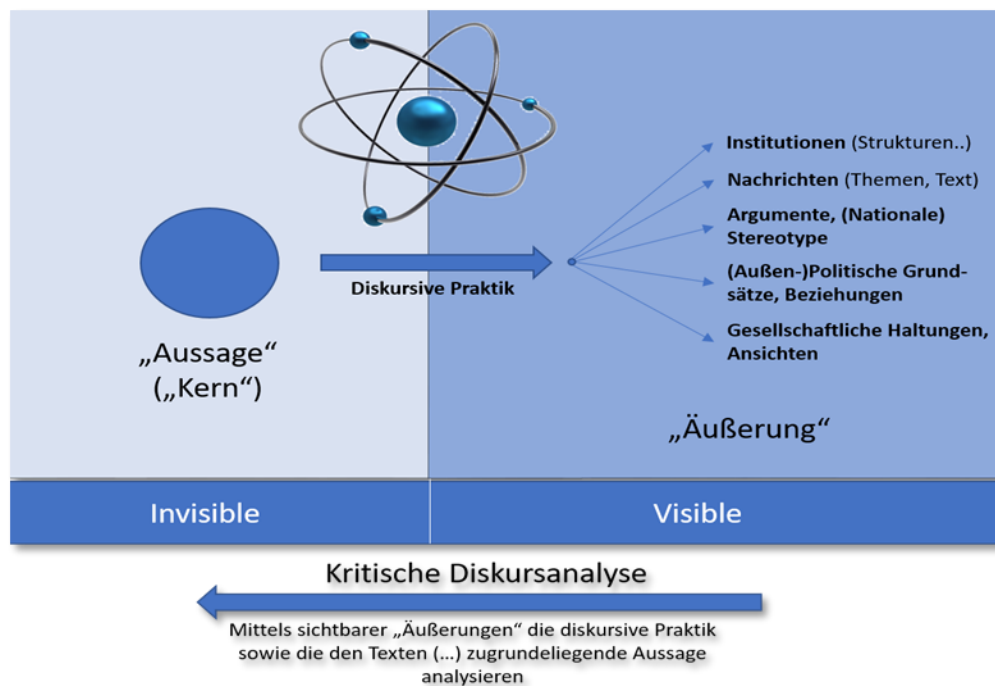 Institutionen (Strukturen..)
Nachrichten (Themen, Text)
Argumente, (Nationale)
Stereotype
(Außen-)Politische Grund-
sätze, Beziehungen
Gesellschaftliche Haltungen,
Ansichten
Diskursive Praktik
„Aussage“
(„Kern“)
„Äußerung“
Invisible
Visible
Kritische Diskursanalyse
Mittels sichtbarer „Äußerungen“ die diskursive Praktik
sowie die den Texten (...) zugrundeliegende Aussage
analysieren